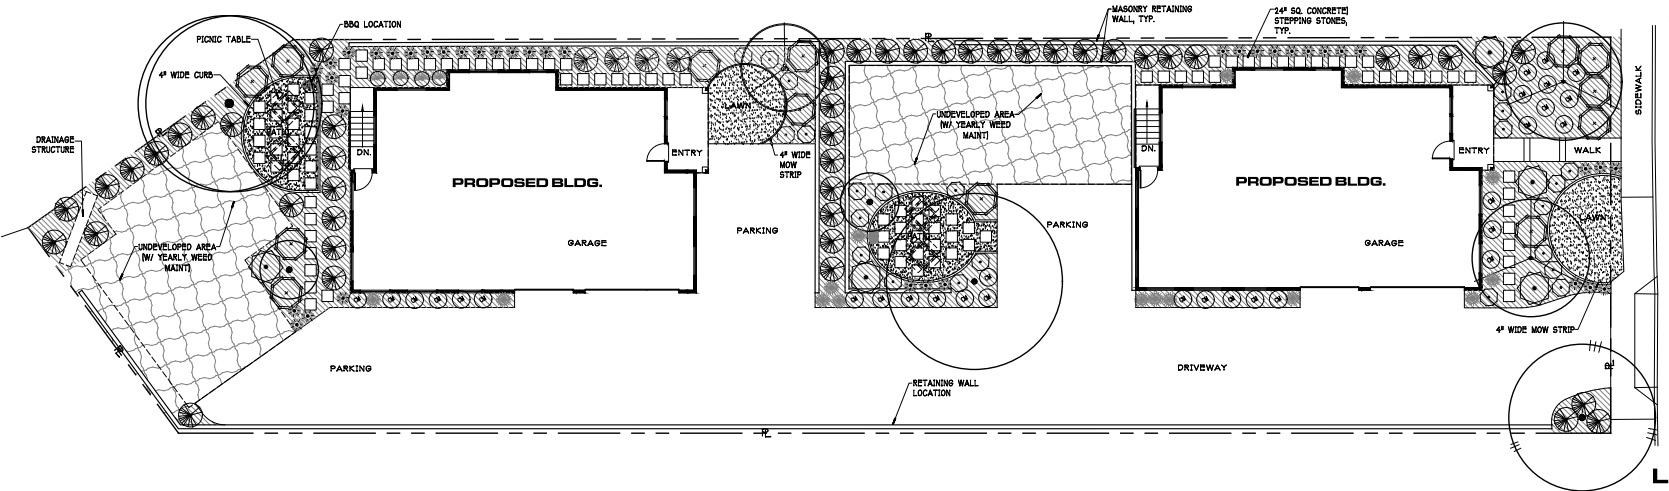 BBQ LOCATION
PICNIC TABLE
4" WIDE CURB
DRAINAGE
STRUCTURE
MASONRY RETAINING
WALL, TYP.
24" SQ. CONCRETE
STEPPING STONES,
TYP.
SIDEWALK
LAWN
PATIO
DN.
ENTRY
4" WIDE
MOW
STRIP
UNDEVELOPED AREA
(W/ YEARLY WEED
MAINT)
DN.
ENTRY
WALK
PROPOSED BLDG.
PROPOSED BLDG.
LAWN
PARKING
PARKING
PATIO
GARAGE
GARAGE
UNDEVELOPED AREA
(W/ YEARLY WEED
MAINT)
4" WIDE MOW STRIP
PARKING
DRIVEWAY
RETAINING WALL
LOCATION
L